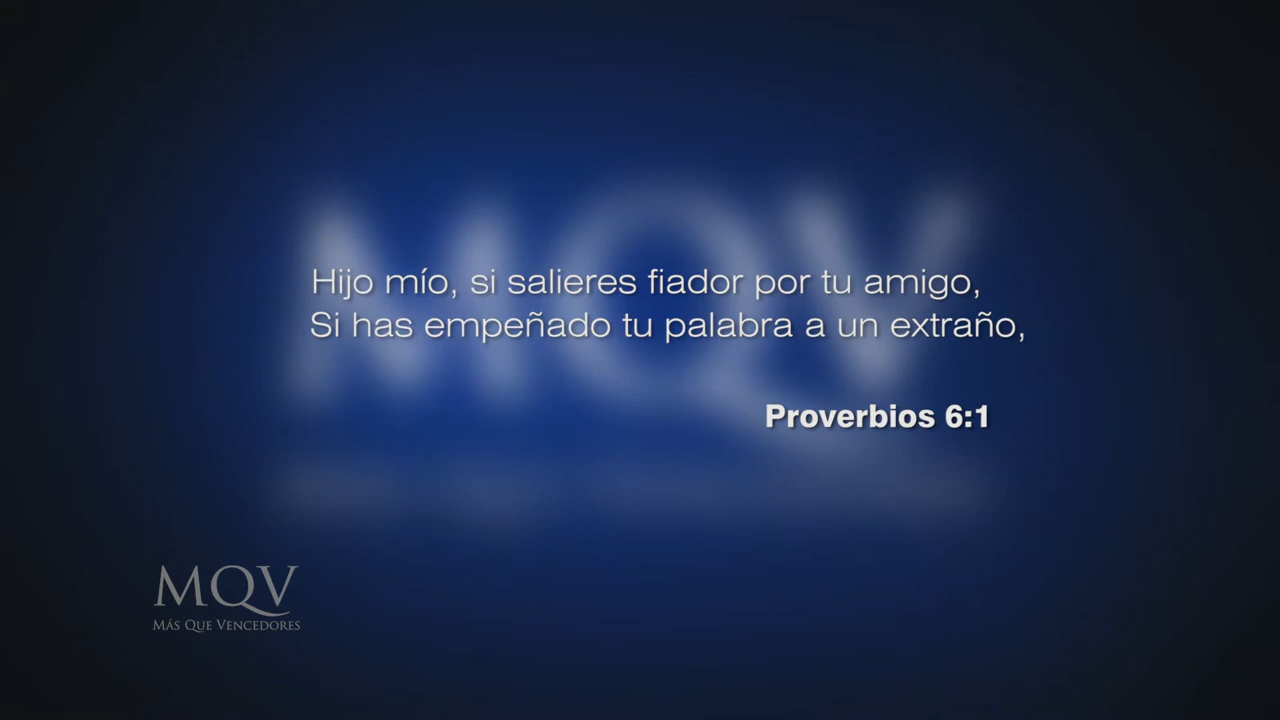 Hijo mío, si salieres fiador por tu amigo,
Si has empeñado tu palabra a un extraño,
Proverbios 6:1
MQV
MQV
MÁS QUE VENCEDORES